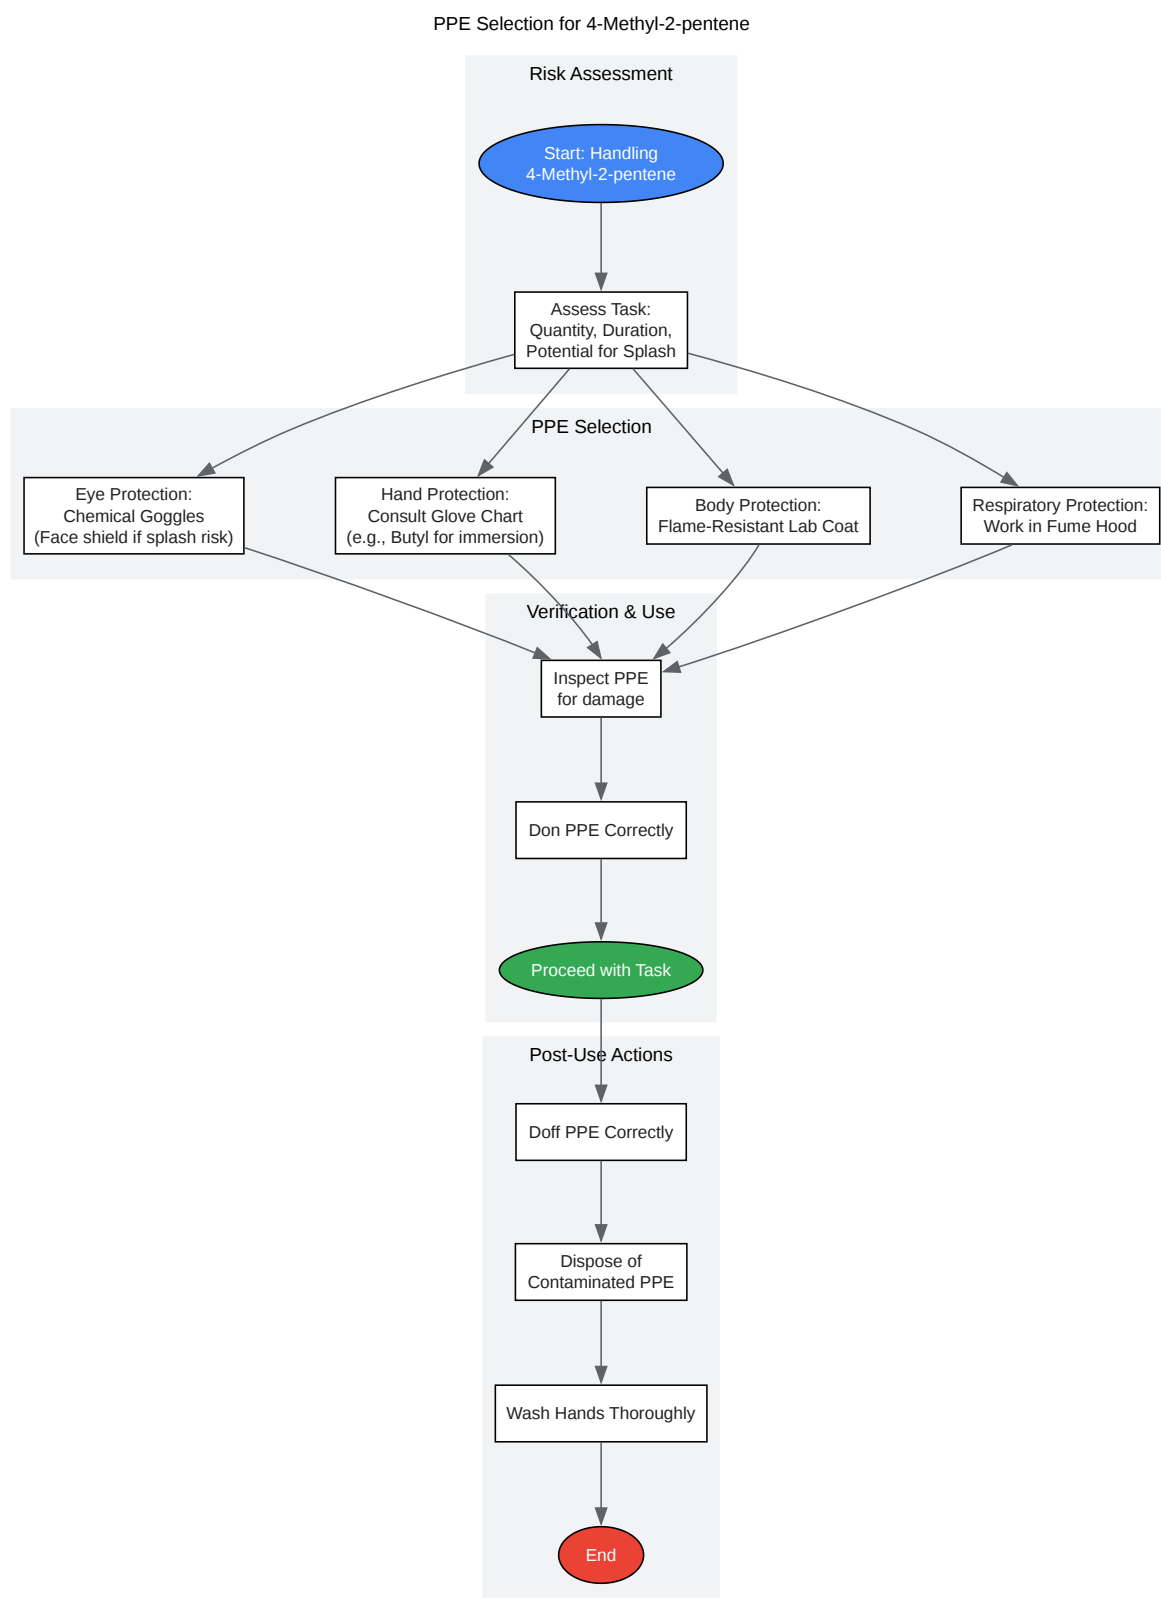 PPE Selection for 4-Methyl-2-pentene
Risk Assessment
Start: Handling
4-Methyl-2-pentene
Assess Task:
Quantity, Duration,
Potential for Splash
PPE Selection
Eye Protection:
Chemical Goggles
(Face shield if splash risk)
Hand Protection:
Consult Glove Chart
(e.g., Butyl for immersion)
Body Protection:
Flame-Resistant Lab Coat
Respiratory Protection:
Work in Fume Hood
Verification & Use
Inspect PPE
for damage
Don PPE Correctly
Proceed with Task
Post-Use Actions
Doff PPE Correctly
Dispose of
Contaminated PPE
Wash Hands Thoroughly
End